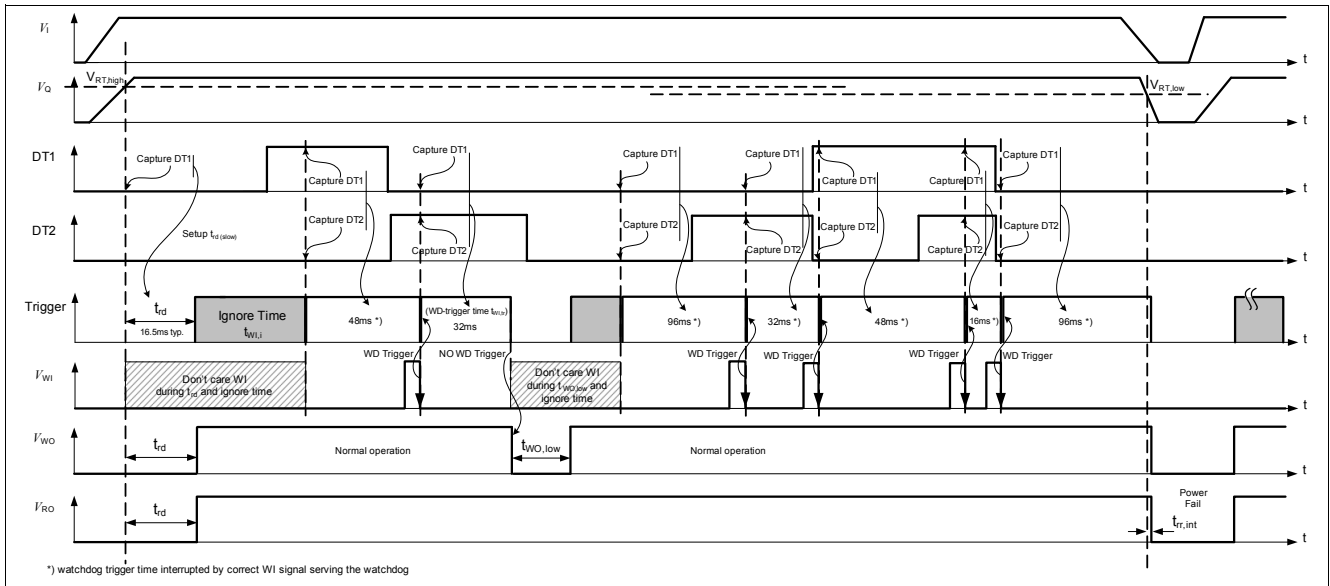 VI
t
VRT,high
VQ
VRT,low
t
DT1
Capture DT1
Capture DT1
Capture DT1
Capture DT1
Capture DT1
Capture DT1
Capture DT1
Capture DT1
Capture DT1
t
DT2
Setup trd (slow)
Capture DT2
Capture DT2
Capture DT2
Capture DT2
Capture DT2
Capture DT2
Capture DT2
t
Trigger
trd
16.5ms typ.
Ignore Time
tWI,i
48ms *)
(WD-trigger time tWI,tr)
32ms
96ms *)
32ms *)
48ms *)
16ms *)
96ms *)
t
WD Trigger
NO WD Trigger
WD Trigger
WD Trigger
WD Trigger
WD Trigger
VWI
Don't care WI
during trd and ignore time
Don't care WI
during tWO,low and
ignore time
t
VWO
trd
Normal operation
tWO,low
Normal operation
t
VRO
trd
Power
Fail
trr,int
t
*) watchdog trigger time interrupted by correct WI signal serving the watchdog